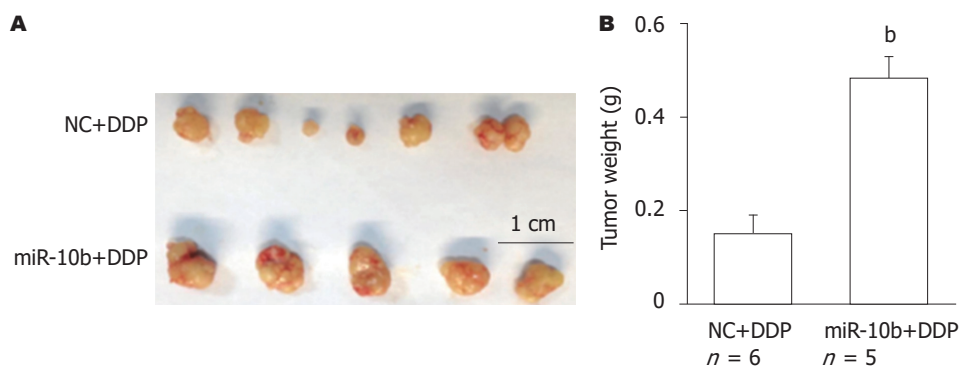 A
NC+DDP
miR-10b+DDP
1 cm
B
Tumor weight (g)
0.6
0.4
0.2
0
b
NC+DDP
n = 6
miR-10b+DDP
n = 5